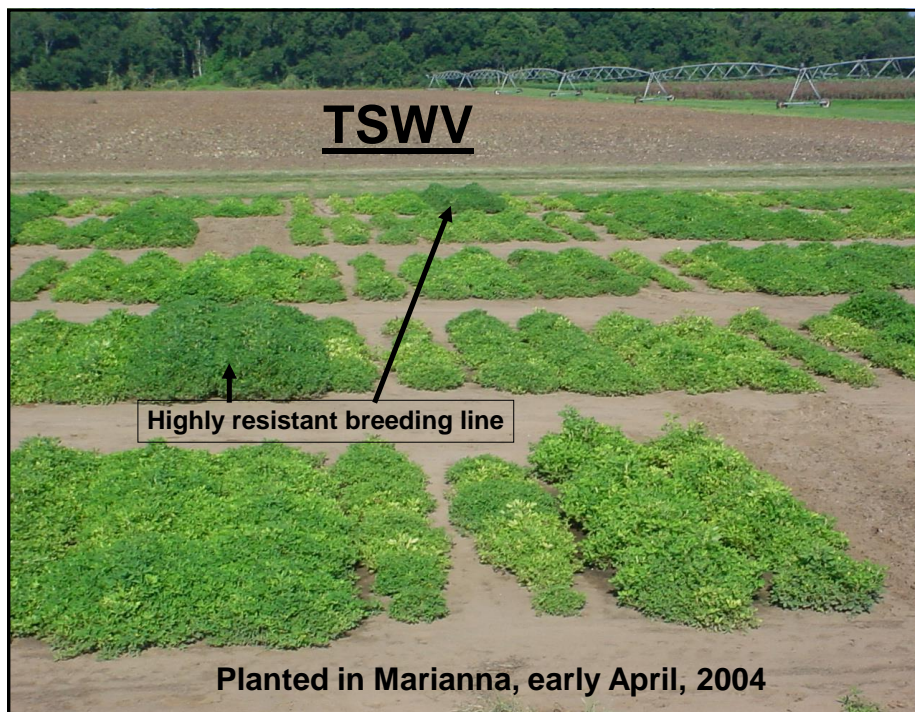 TSWV
Highly resistant breeding line
Planted in Marianna, early April, 2004